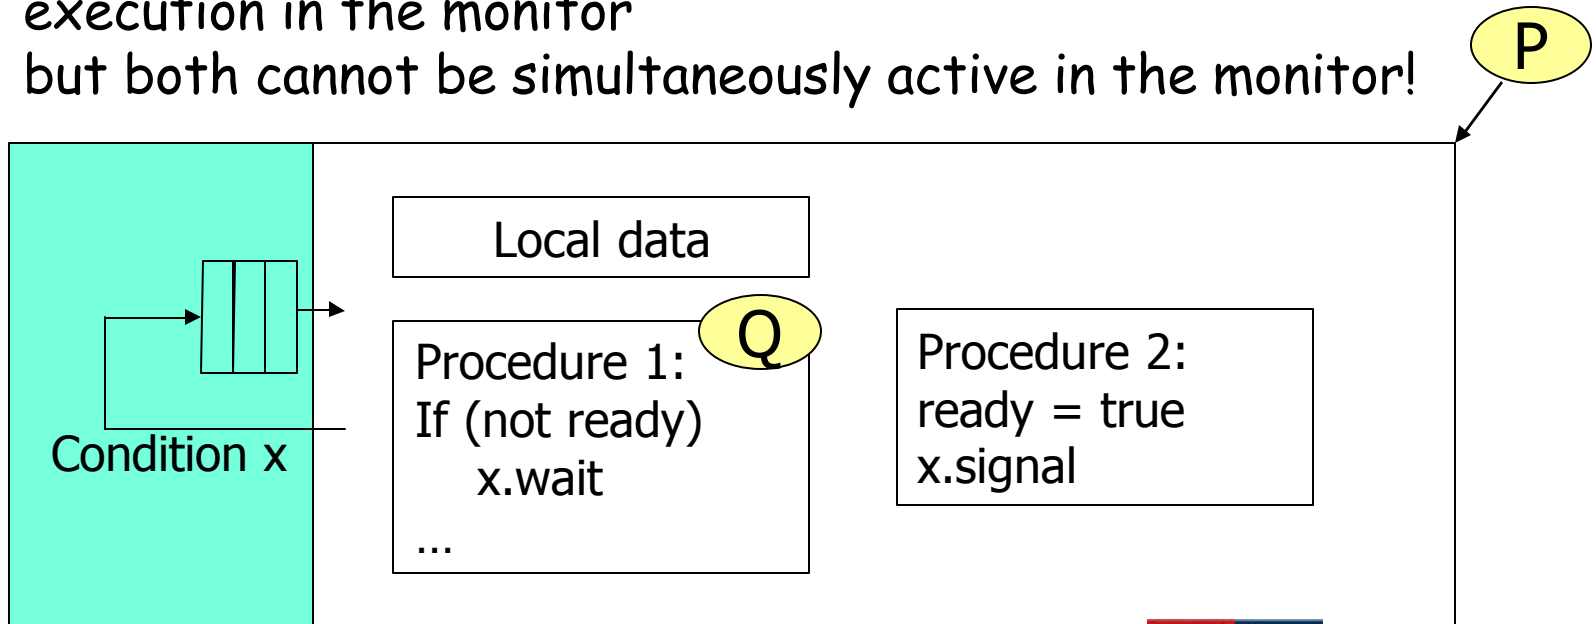 execution in the monitor
but both cannot be simultaneously active in the monitor!
P
Local data
Q
Procedure 1:
If (not ready)
x.wait
...
Procedure 2:
ready = true
x.signal
Condition x